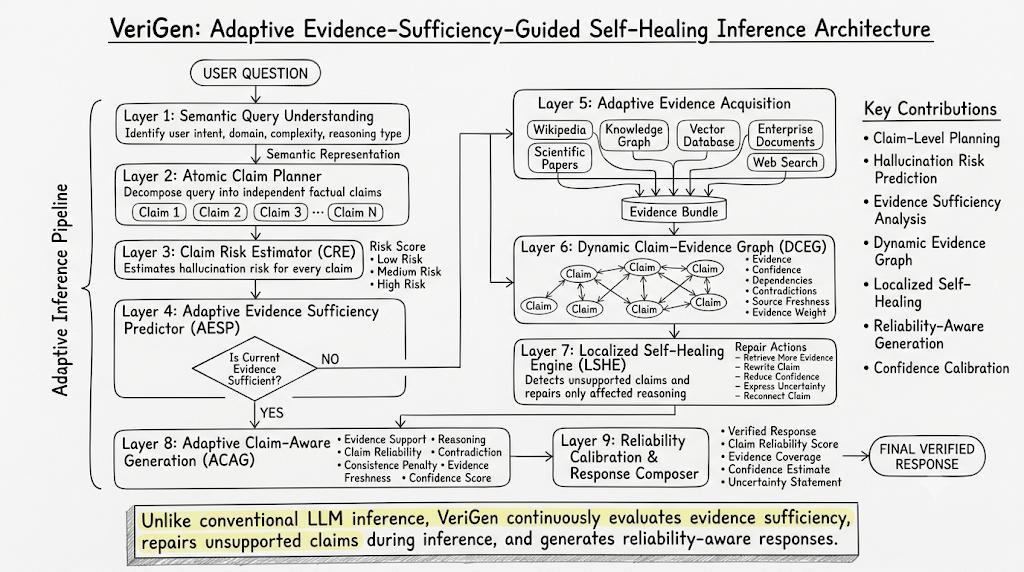 VeriGen: Adaptive Evidence-Sufficiency-Guided Self-Healing Inference Architecture
USER QUESTION
Adaptive Inference Pipeline
Layer 1: Semantic Query Understanding
Identify user intent, domain, complexity, reasoning type
Semantic Representation
Layer 2: Atomic Claim Planner
Decompose query into independent factual claims
Claim 1 Claim 2 Claim 3 ... Claim N
Layer 3: Claim Risk Estimator (CRE)
Estimates hallucination risk for every claim
Risk Score
• Low Risk
• Medium Risk
• High Risk
Layer 4: Adaptive Evidence Sufficiency
Predictor (AESP)
Is Current
Evidence
Sufficient?
NO
YES
Layer 5: Adaptive Evidence Acquisition
Wikipedia
Knowledge
Graph
Vector
Database
Enterprise
Documents
Scientific
Papers
Web Search
Evidence Bundle
Layer 6: Dynamic Claim-Evidence Graph (DCEG)
Claim Claim Claim
Claim Claim Claim Claim
• Evidence
• Confidence
• Dependencies
• Contradictions
• Source Freshness
• Evidence Weight
Layer 7: Localized Self-Healing
Engine (LSHE)
Detects unsupported claims and
repairs only affected reasoning
Repair Actions
– Retrieve More Evidence
– Rewrite Claim
– Reduce Confidence
– Express Uncertainty
– Reconnect Claim
Layer 8: Adaptive Claim-Aware
Generation (ACAG)
• Evidence Support • Reasoning
• Claim Reliability • Contradiction
• Consistence Penalty • Evidence
Freshness • Confidence Score
Layer 9: Reliability
Calibration &
Response Composer
• Verified Response
• Claim Reliability Score
• Evidence Coverage
• Confidence Estimate
• Uncertainty Statement
FINAL VERIFIED
RESPONSE
Key Contributions
• Claim-Level Planning
• Hallucination Risk
Prediction
• Evidence Sufficiency
Analysis
• Dynamic Evidence
Graph
• Localized Self-
Healing
• Reliability-Aware
Generation
• Confidence Calibration
Unlike conventional LLM inference, VeriGen continuously evaluates evidence sufficiency,
repairs unsupported claims during inference, and generates reliability-aware responses.